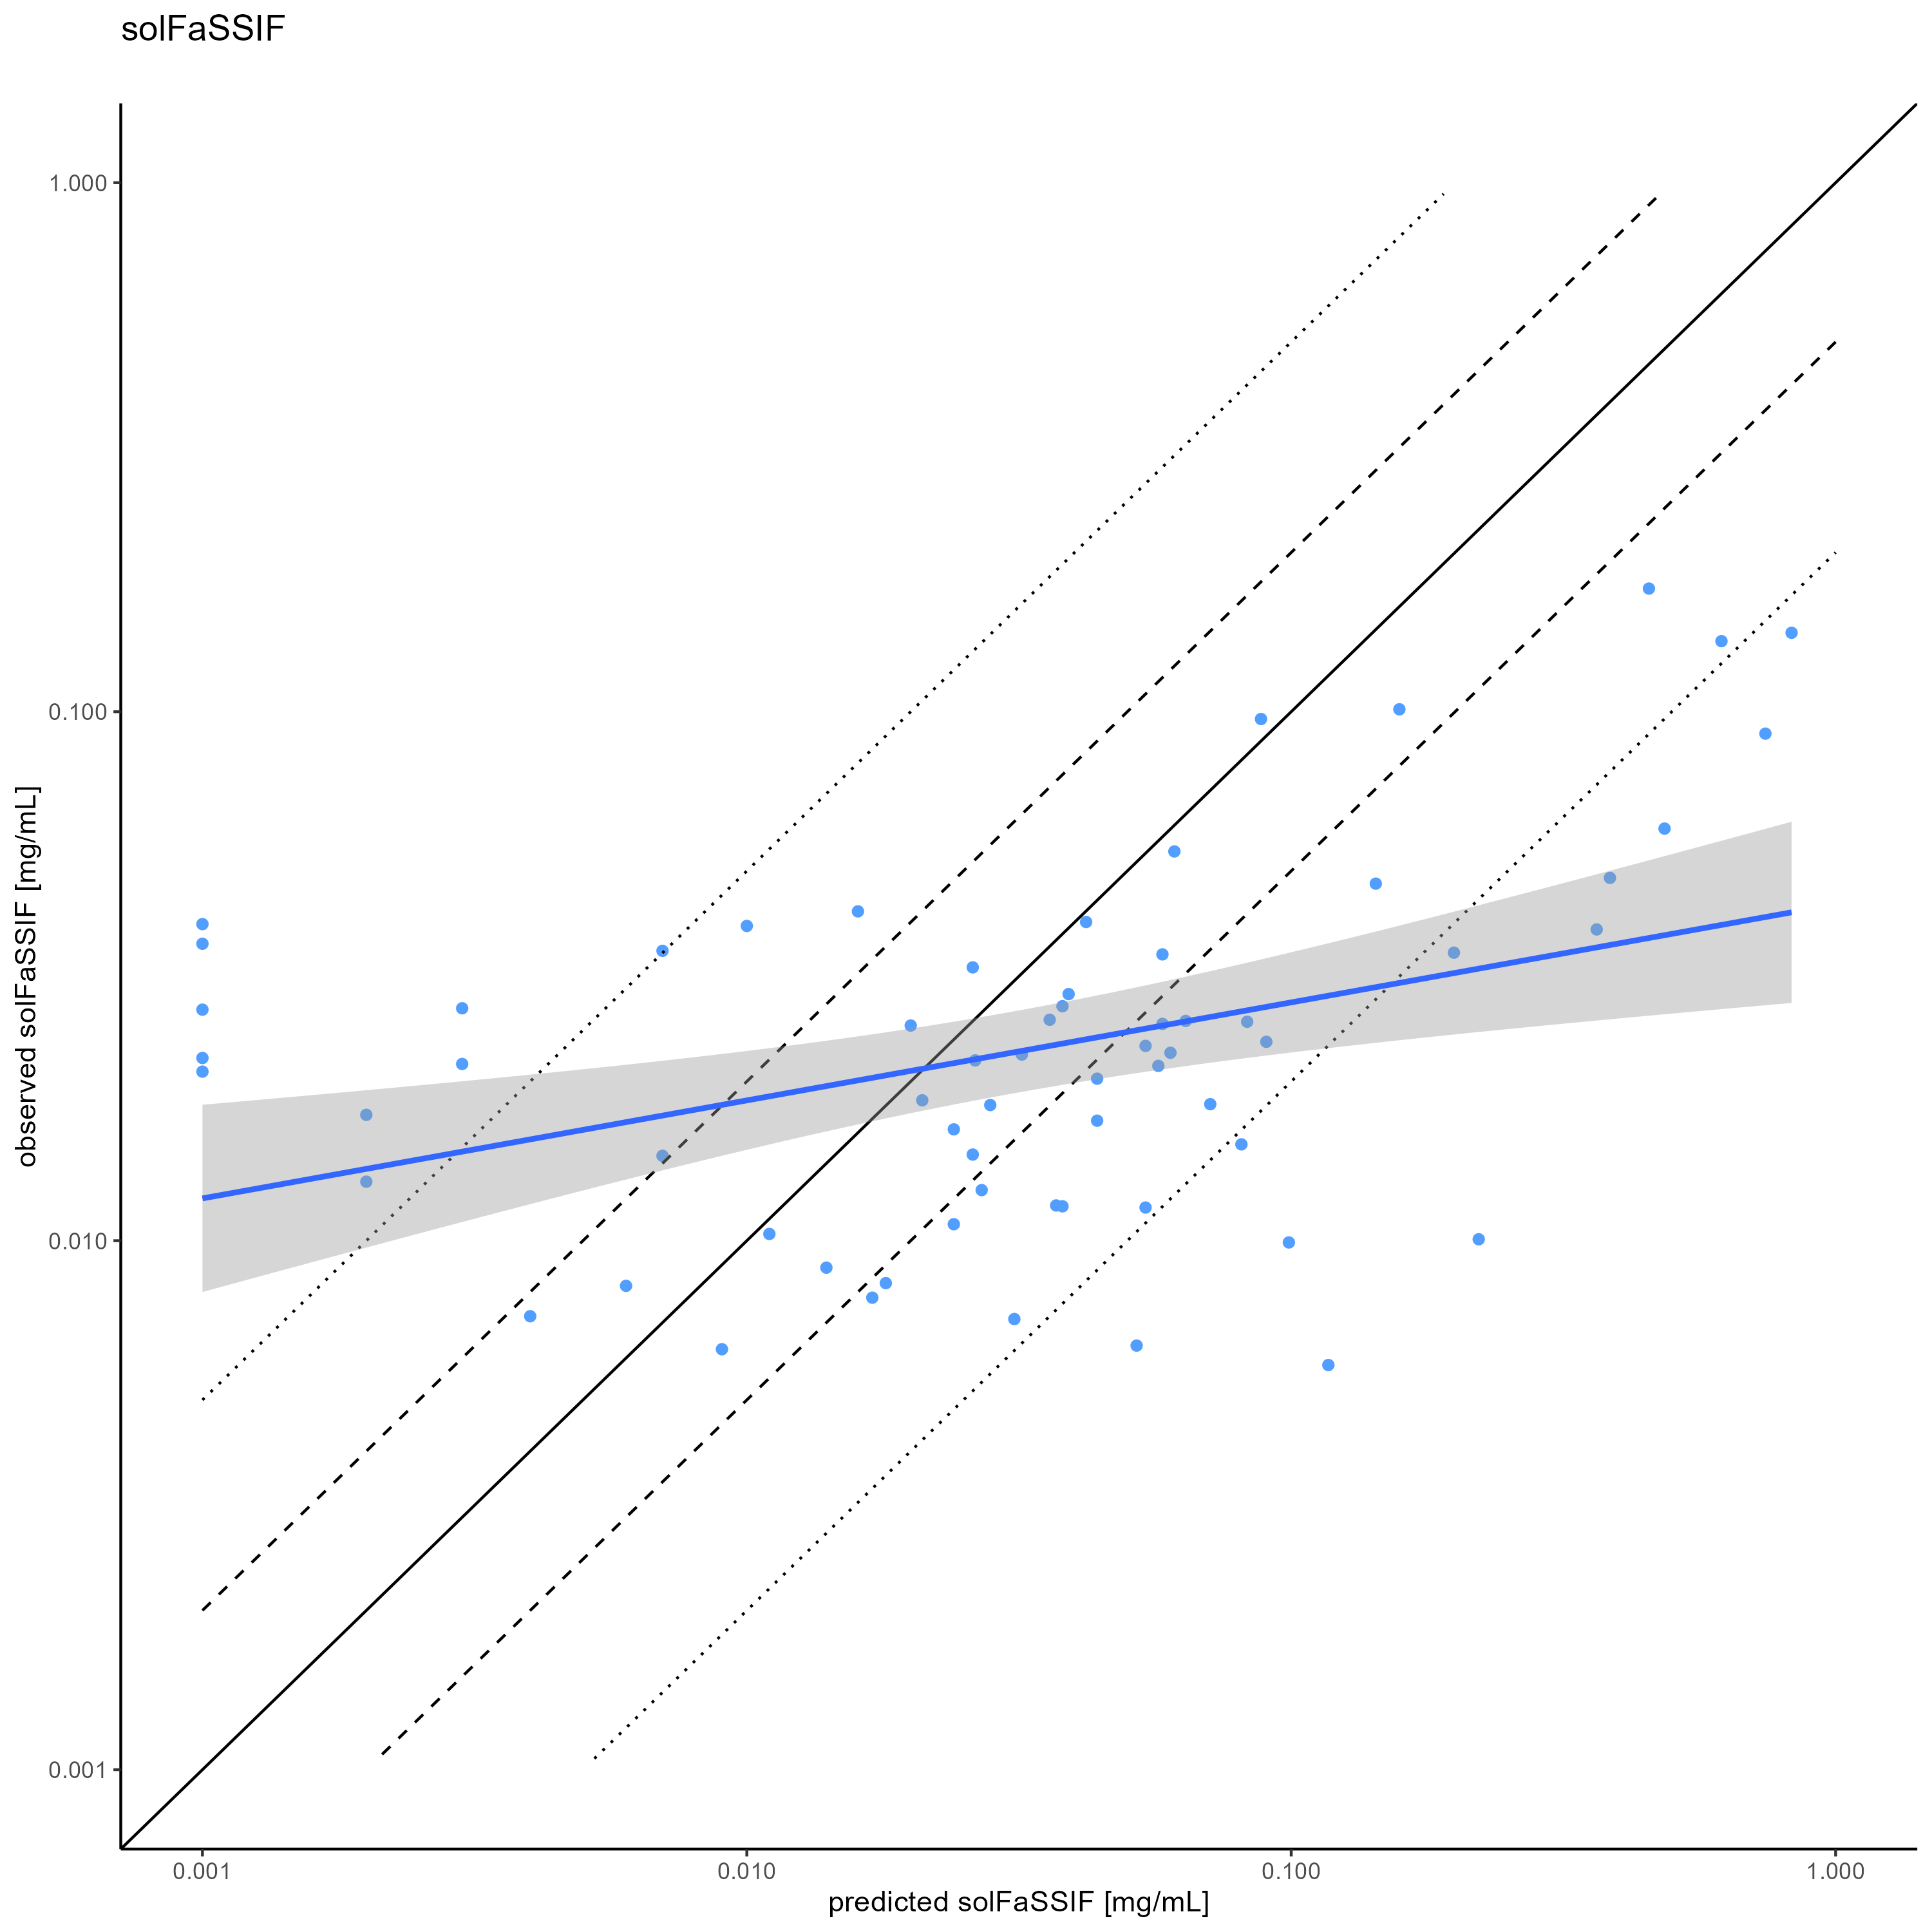 solFaSSIF
1.000
0.100
0.010
0.001
observed solFaSSIF [mg/mL]
0.001 0.010 0.100 1.000
predicted solFaSSIF [mg/mL]